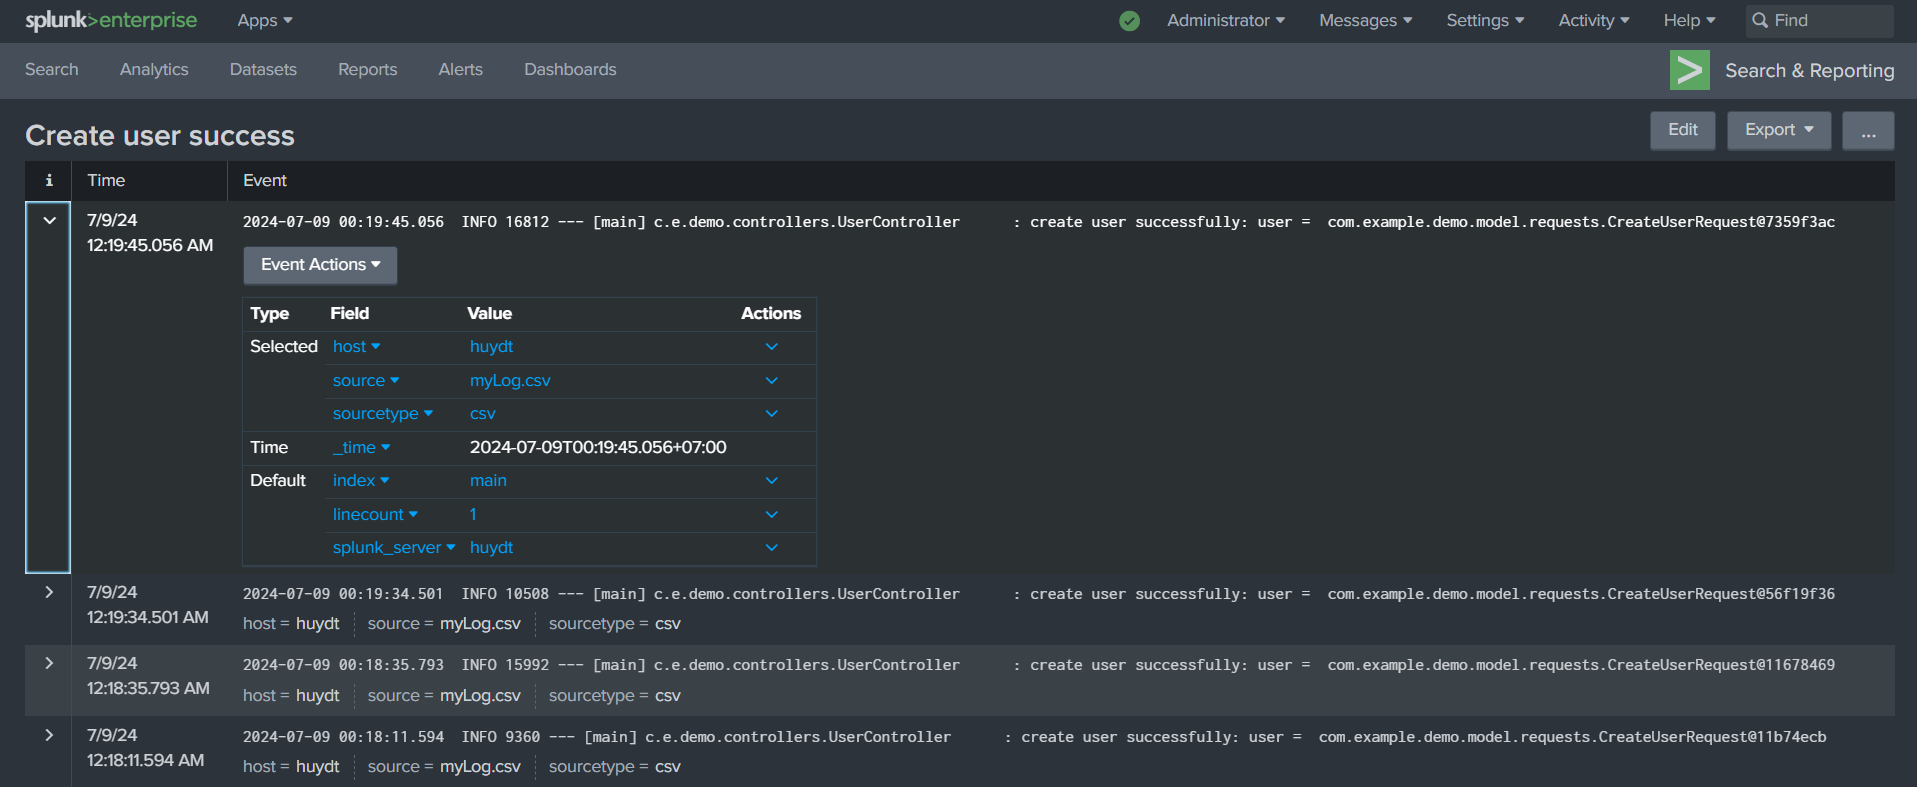 splunk>enterprise Apps Administrator Messages Settings Activity Help Find
Search Analytics Datasets Reports Alerts Dashboards Search & Reporting
Create user success Edit Export ...
i Time Event
7/9/24 2024-07-09 00:19:45.056 INFO 16812 --- [main] c.e.demo.controllers.UserController : create user successfully: user = com.example.demo.model.requests.CreateUserRequest@7359f3ac
12:19:45.056 AM
Event Actions
Type Field Value Actions
Selected host huydt
source myLog.csv
sourcetype csv
Time _time 2024-07-09T00:19:45.056+07:00
Default index main
linecount 1
splunk_server huydt
7/9/24 2024-07-09 00:19:34.501 INFO 10508 --- [main] c.e.demo.controllers.UserController : create user successfully: user = com.example.demo.model.requests.CreateUserRequest@56f19f36
12:19:34.501 AM host = huydt source = myLog.csv sourcetype = csv
7/9/24 2024-07-09 00:18:35.793 INFO 15992 --- [main] c.e.demo.controllers.UserController : create user successfully: user = com.example.demo.model.requests.CreateUserRequest@11678469
12:18:35.793 AM host = huydt source = myLog.csv sourcetype = csv
7/9/24 2024-07-09 00:18:11.594 INFO 9360 --- [main] c.e.demo.controllers.UserController : create user successfully: user = com.example.demo.model.requests.CreateUserRequest@11b74ecb
12:18:11.594 AM host = huydt source = myLog.csv sourcetype = csv